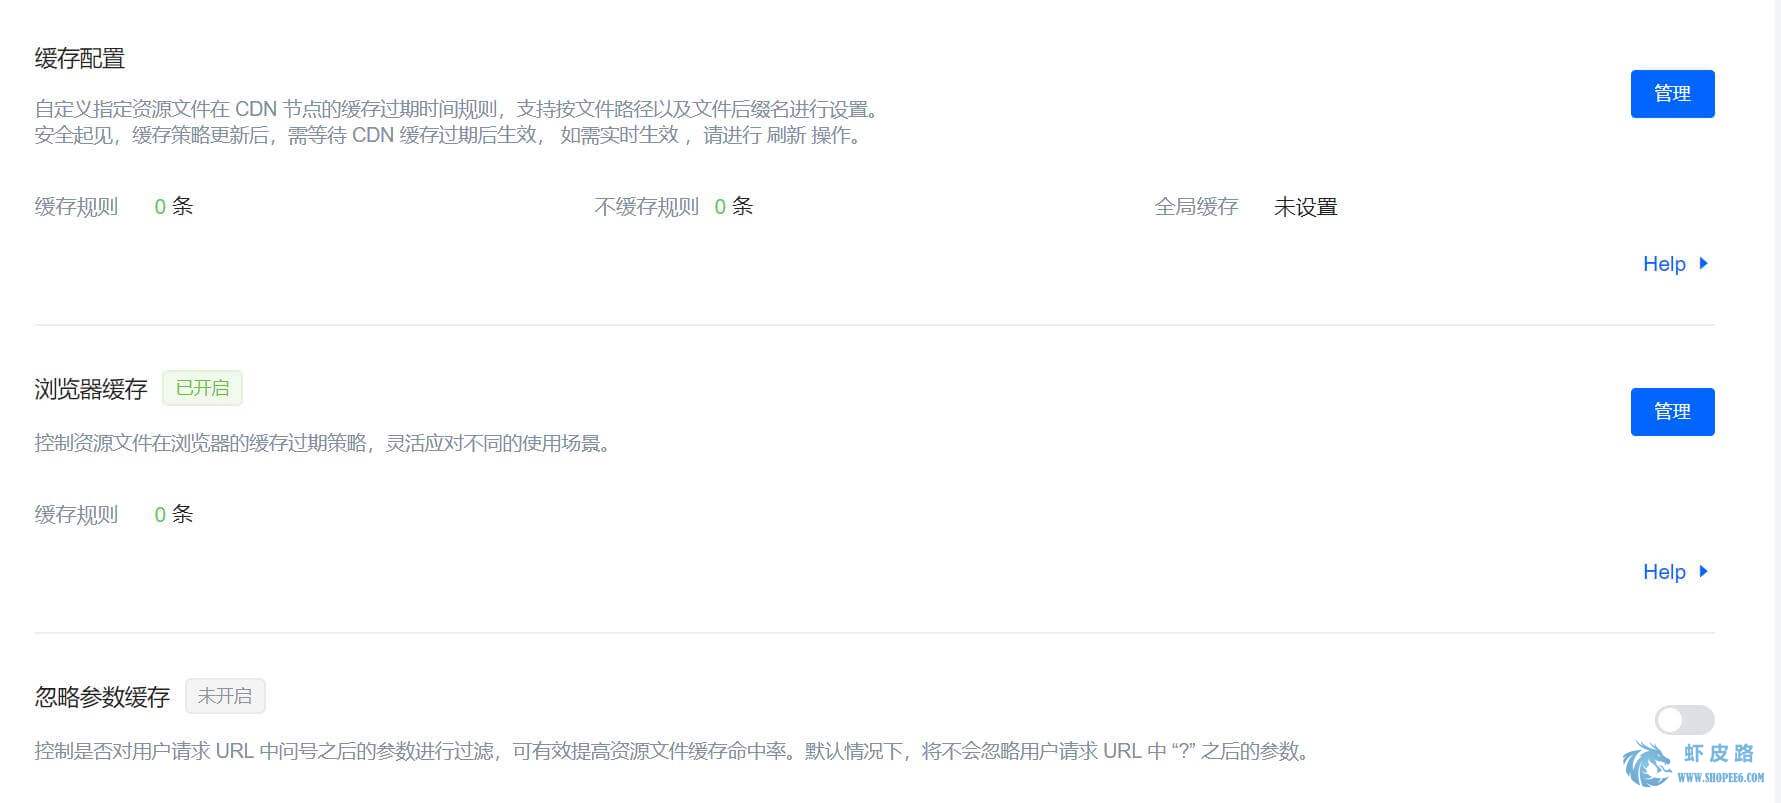 缓存配置
管理
自定义指定资源文件在 CDN 节点的缓存过期时间规则，支持按文件路径以及文件后缀名进行设置。
安全起见，缓存策略更新后，需等待 CDN 缓存过期后生效， 如需实时生效 ，请进行 刷新 操作。
缓存规则 0 条 不缓存规则 0 条 全局缓存 未设置
Help
浏览器缓存 已开启
管理
控制资源文件在浏览器的缓存过期策略，灵活应对不同的使用场景。
缓存规则 0 条
Help
忽略参数缓存 未开启
控制是否对用户请求 URL 中问号之后的参数进行过滤，可有效提高资源文件缓存命中率。默认情况下，将不会忽略用户请求 URL 中 “?” 之后的参数。
虾皮路
WWW.SHOPEE6.COM